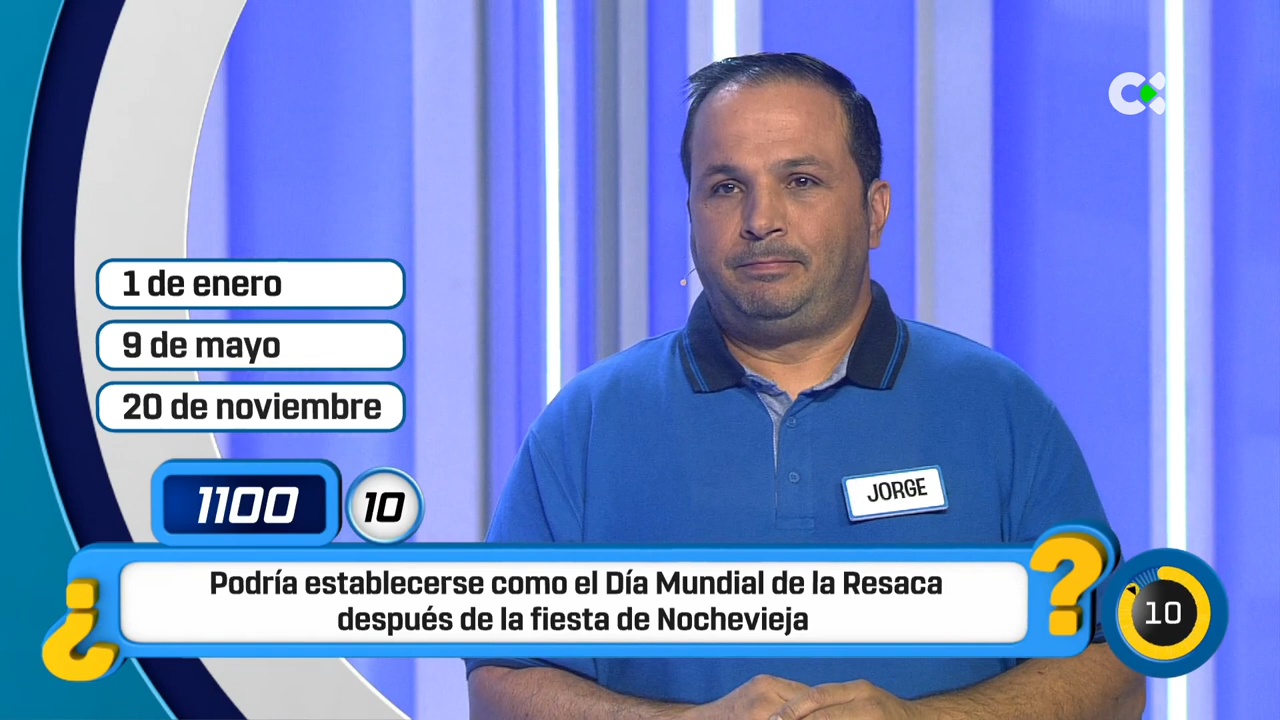 1 de enero
9 de mayo
20 de noviembre
JORGE
1100
10
Podría establecerse como el Día Mundial de la Resaca
después de la fiesta de Nochevieja
10